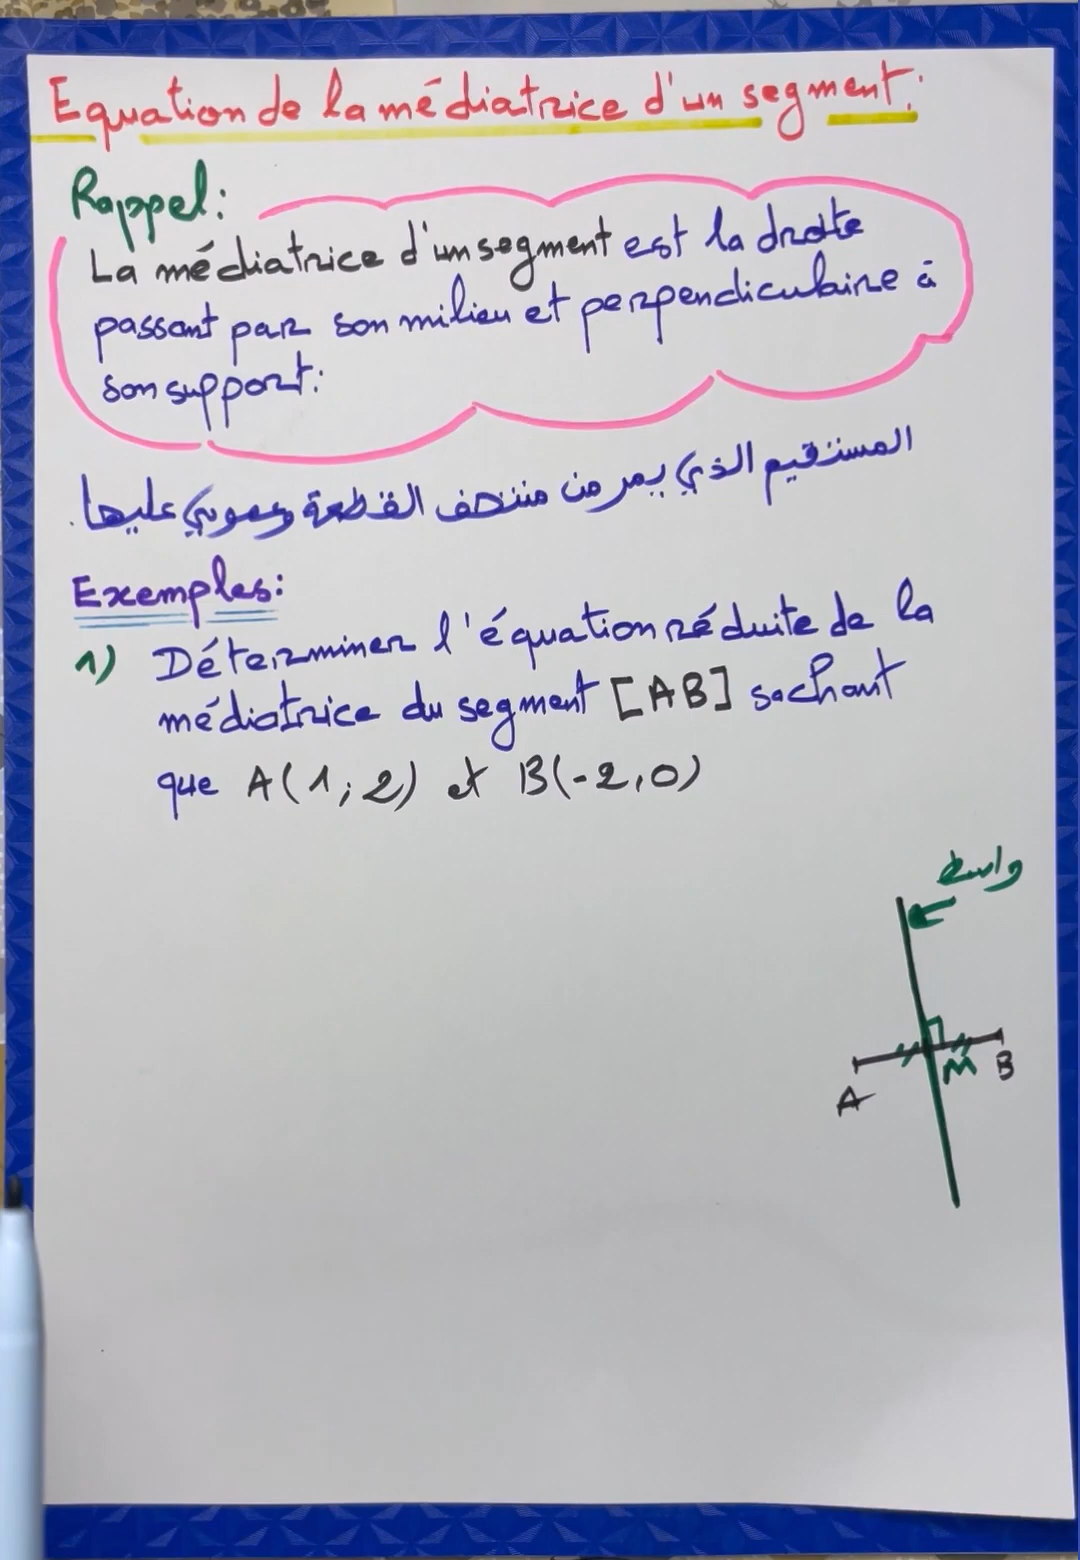 Equation de la médiatrice d'un segment:
Rappel:
La médiatrice d'un segment est la droite
passant par son milieu et perpendiculaire à
son support:
المستقيم الذي يمر من منتصف القطعة وعمودي عليها.
Exemples:
1) Déterminer l'équation réduite de la
médiatrice du segment [AB] sachant
que A(1; 2) et B(-2,0)
واسط
A M B